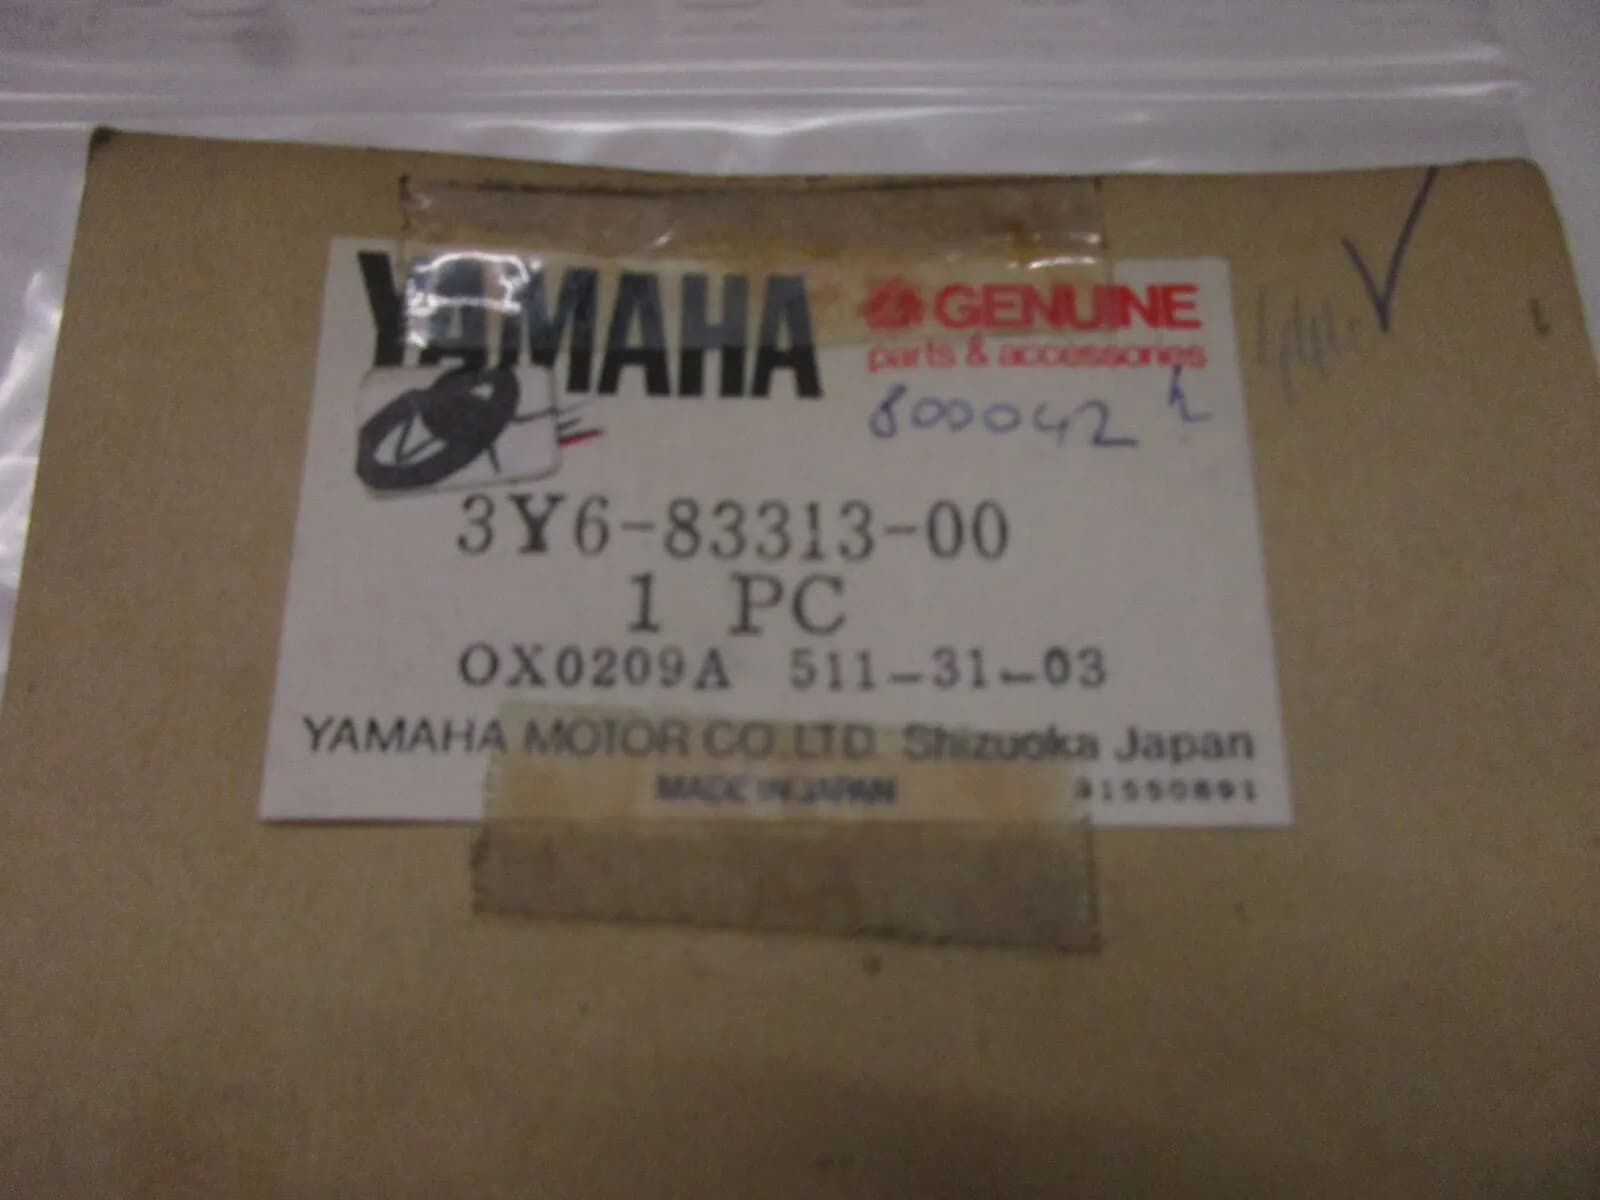 YAMAHA
GENUINE
parts & accessories
800042
3Y6-83313-00
1 PC
OX0209A 511-31-03
YAMAHA MOTOR CO.,LTD. Shizuoka Japan
MADE IN JAPAN